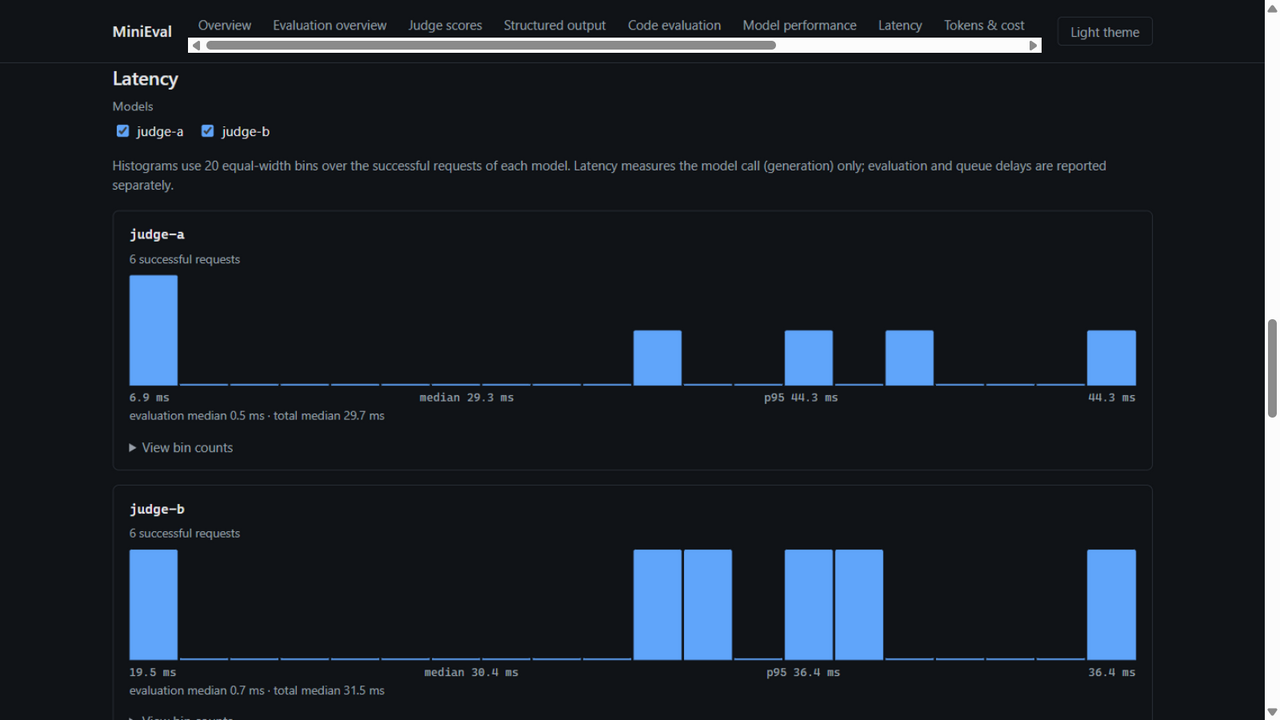 MiniEval
Overview
Evaluation overview
Judge scores
Structured output
Code evaluation
Model performance
Latency
Tokens & cost
Light theme
Latency
Models
judge-a
judge-b
Histograms use 20 equal-width bins over the successful requests of each model. Latency measures the model call (generation) only; evaluation and queue delays are reported
separately.
judge-a
6 successful requests
6.9 ms
median 29.3 ms
p95 44.3 ms
44.3 ms
evaluation median 0.5 ms · total median 29.7 ms
View bin counts
judge-b
6 successful requests
19.5 ms
median 30.4 ms
p95 36.4 ms
36.4 ms
evaluation median 0.7 ms · total median 31.5 ms
View bin counts